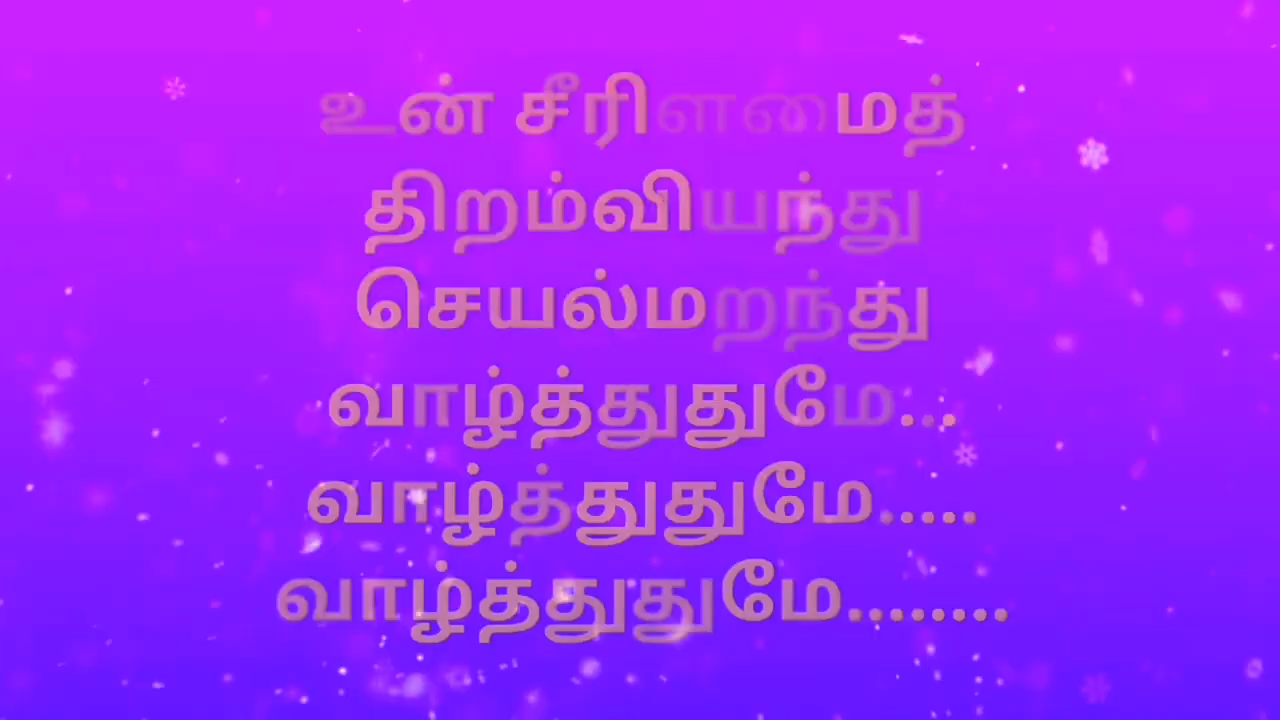 உன் சீரிளமைத்
திறம்வியந்து
செயல்மறந்து
வாழ்த்துதுமே...
வாழ்த்துதுமே.....
வாழ்த்துதுமே........